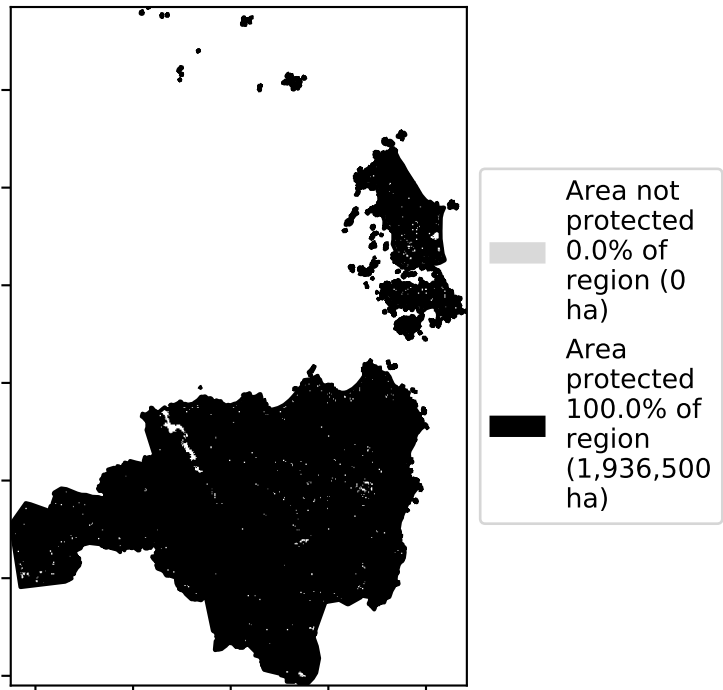 Area not
protected
0.0% of
region (0
ha)
Area
protected
100.0% of
region
(1,936,500
ha)